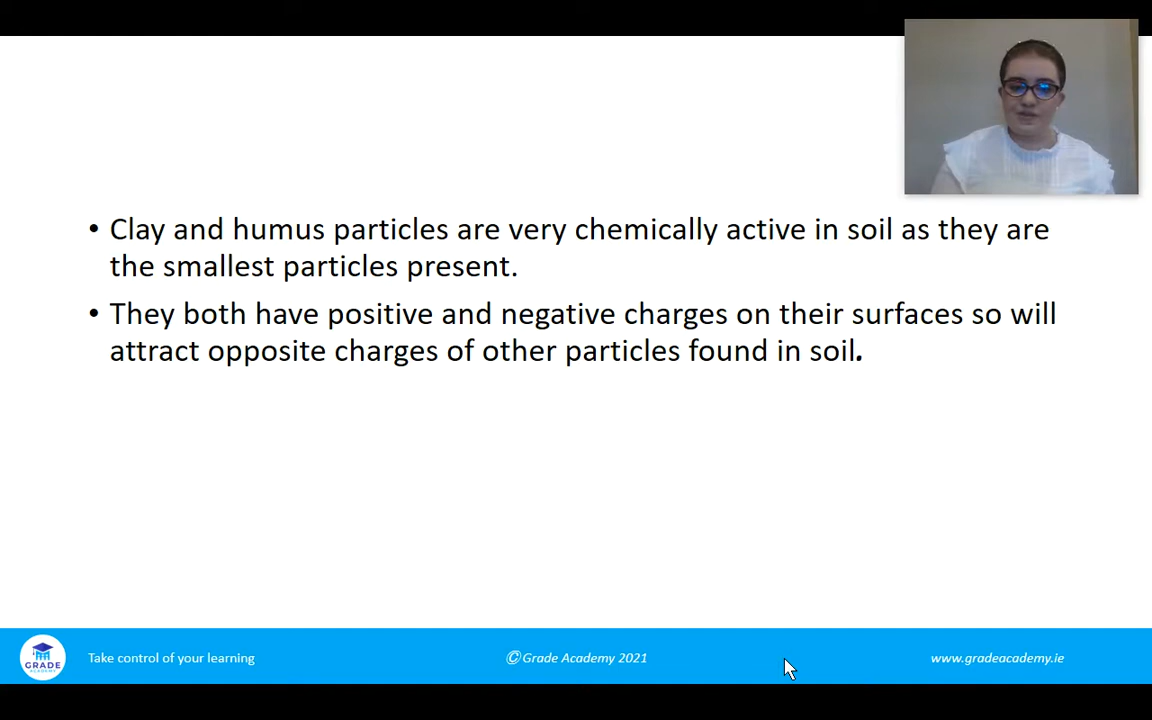 • Clay and humus particles are very chemically active in soil as they are
the smallest particles present.
• They both have positive and negative charges on their surfaces so will
attract opposite charges of other particles found in soil.
GRADE
ACADEMY
Take control of your learning
©Grade Academy 2021
www.gradeacademy.ie